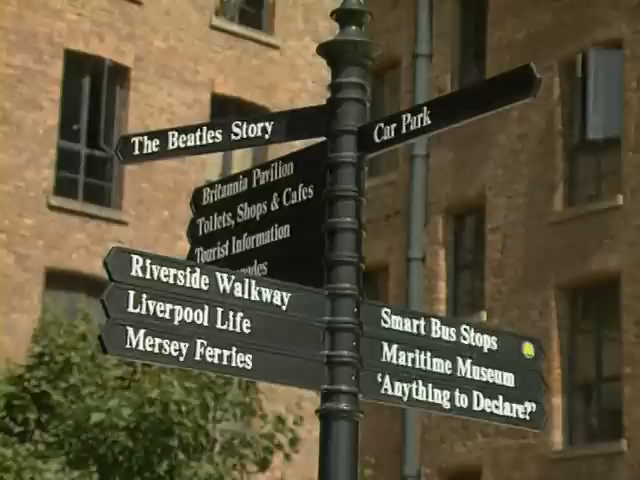 The Beatles Story
Car Park
Britannia Pavilion
Toilets, Shops & Cafes
Tourist Information
Riverside Walkway
Liverpool Life
Mersey Ferries
Smart Bus Stops
Maritime Museum
'Anything to Declare?'